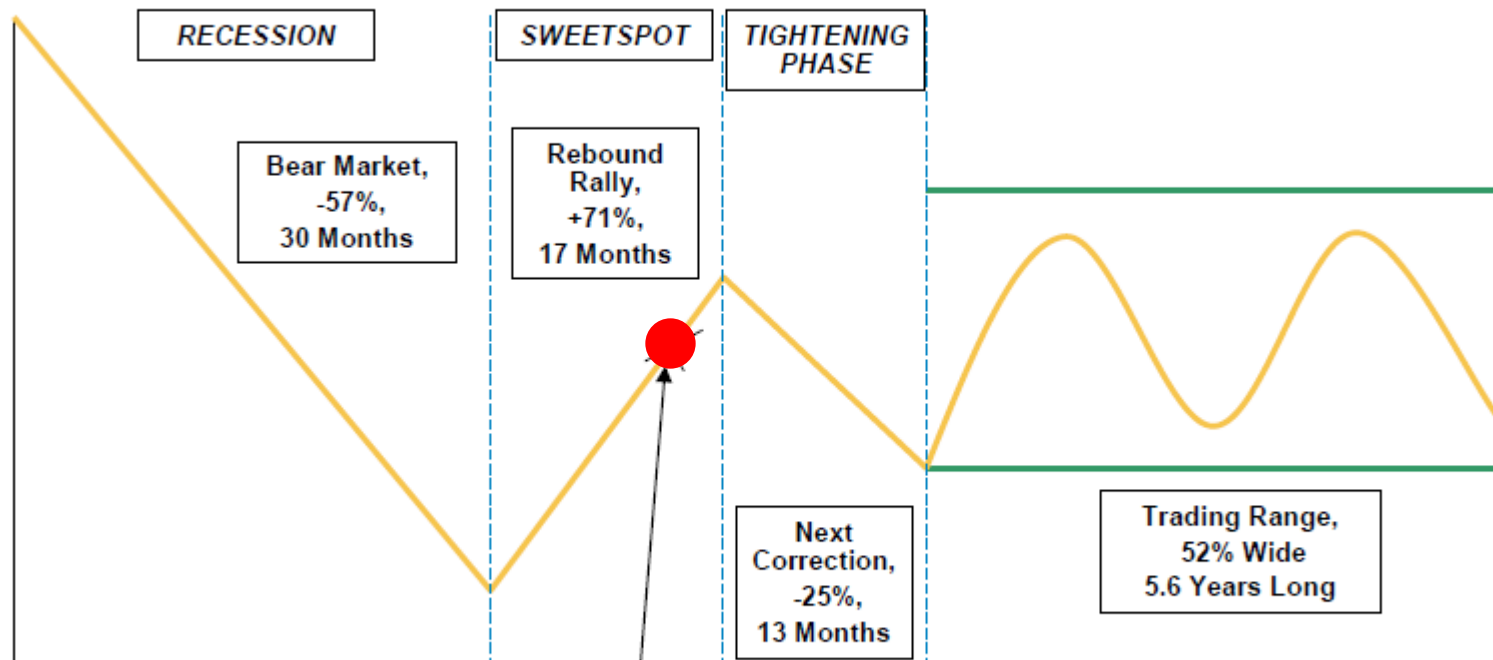 RECESSION
SWEETSPOT
TIGHTENING
PHASE
Bear Market,
-57%,
30 Months
Rebound
Rally,
+71%,
17 Months
Next
Correction,
-25%,
13 Months
Trading Range,
52% Wide
5.6 Years Long